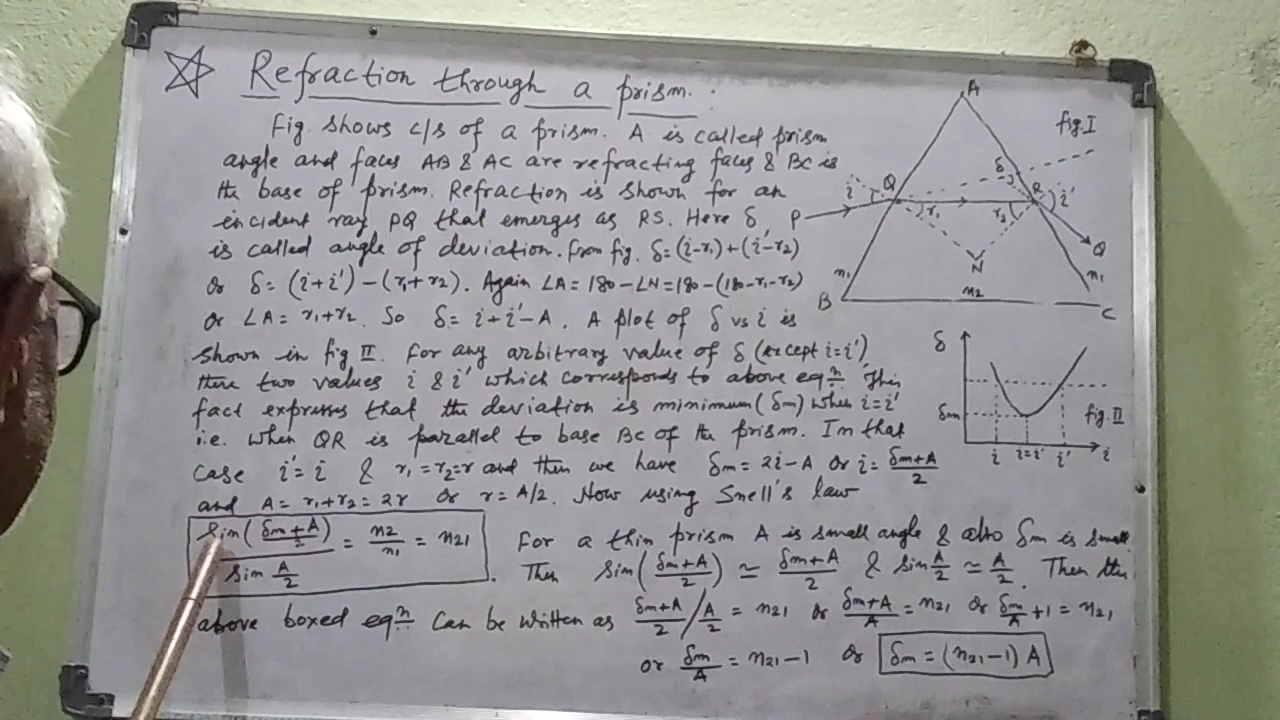 ☆ Refraction through a prism. :
Fig. shows c/s of a prism. A is called prism
angle and faces AB & AC are refracting faces & BC is
the base of prism. Refraction is shown for an
incident ray PQ that emerges as RS. Here δ
is called angle of deviation. From fig. δ = (i-r₁) + (i'-r₂)
Or δ = (i+i') - (r₁+r₂). Again ∠A = 180 - ∠N = 180 - (180-r₁-r₂)
Or ∠A = r₁+r₂. So δ = i+i'-A. A plot of δ vs i is
shown in fig II. For any arbitrary value of δ (except i=i')
there two values i & i' which corresponds to above eqⁿ. This
fact expresses that the deviation is minimum (δm) when i=i'
i.e. when QR is parallel to base BC of the prism. In that
case i'=i & r₁=r₂=r and then we have δm = 2i-A Or i = (δm+A)/2
and A = r₁+r₂ = 2r Or r = A/2. Now using Snell's law
sin((δm+A)/2) / sin(A/2) = n₂/n₁ = n₂₁
For a thin prism A is small angle & also δm is small.
Then sin((δm+A)/2) ≃ (δm+A)/2 & sin A/2 ≃ A/2. Then the
above boxed eqⁿ can be written as (δm+A)/2 / A/2 = n₂₁ Or (δm+A)/A = n₂₁ Or δm/A + 1 = n₂₁
or δm/A = n₂₁-1 Or δm = (n₂₁-1) A
fig. I
A
δ
i Q R i'
P r₁ r₂
Q
N
n₁ n₁
B n₂ C
δ
δm
fig. II
i i=i' i' i